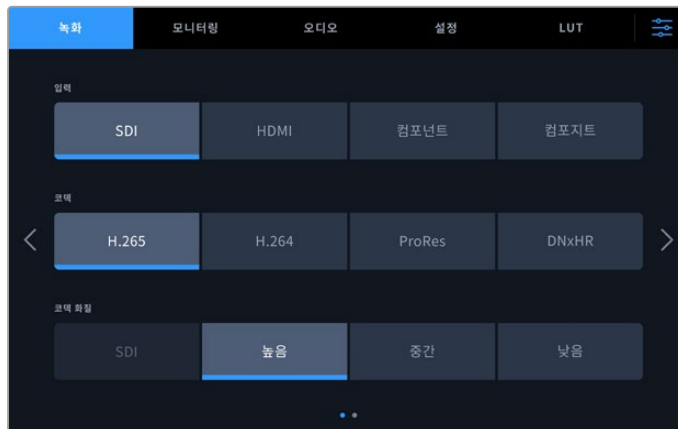 녹화 모니터링 오디오 설정 LUT
입력
SDI HDMI 컴포넌트 컴포지트
코덱
H.265 H.264 ProRes DNxHR
코덱 화질
SDI 높음 중간 낮음